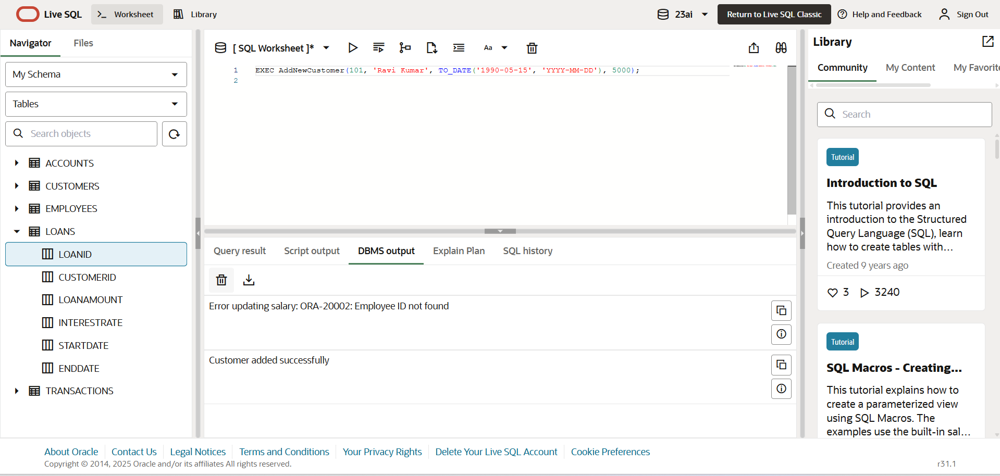 Live SQL
Worksheet
Library
23ai
Return to Live SQL Classic
Help and Feedback
Sign Out
Navigator
Files
My Schema
Tables
Search objects
ACCOUNTS
CUSTOMERS
EMPLOYEES
LOANS
LOANID
CUSTOMERID
LOANAMOUNT
INTERESTRATE
STARTDATE
ENDDATE
TRANSACTIONS
[ SQL Worksheet ]*
Aa
1 EXEC AddNewCustomer(101, 'Ravi Kumar', TO_DATE('1990-05-15', 'YYYY-MM-DD'), 5000);
2
Query result
Script output
DBMS output
Explain Plan
SQL history
Error updating salary: ORA-20002: Employee ID not found
Customer added successfully
Library
Community
My Content
My Favorite
Search
Tutorial
Introduction to SQL
This tutorial provides an
introduction to the Structured
Query Language (SQL), learn
how to create tables with...
Created 9 years ago
3
3240
Tutorial
SQL Macros - Creating...
This tutorial explains how to
create a parameterized view
using SQL Macros. The
examples use the built-in sal...
About Oracle
Contact Us
Legal Notices
Terms and Conditions
Your Privacy Rights
Delete Your Live SQL Account
Cookie Preferences
Copyright © 2014, 2025 Oracle and/or its affiliates All rights reserved.
r31.1